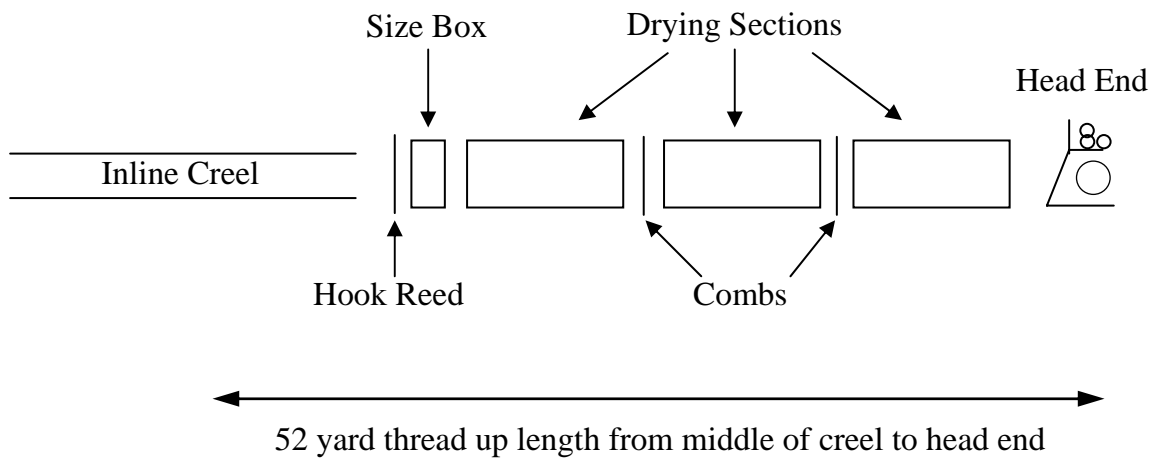 Size Box
Drying Sections
Head End
Inline Creel
Hook Reed
Combs
52 yard thread up length from middle of creel to head end